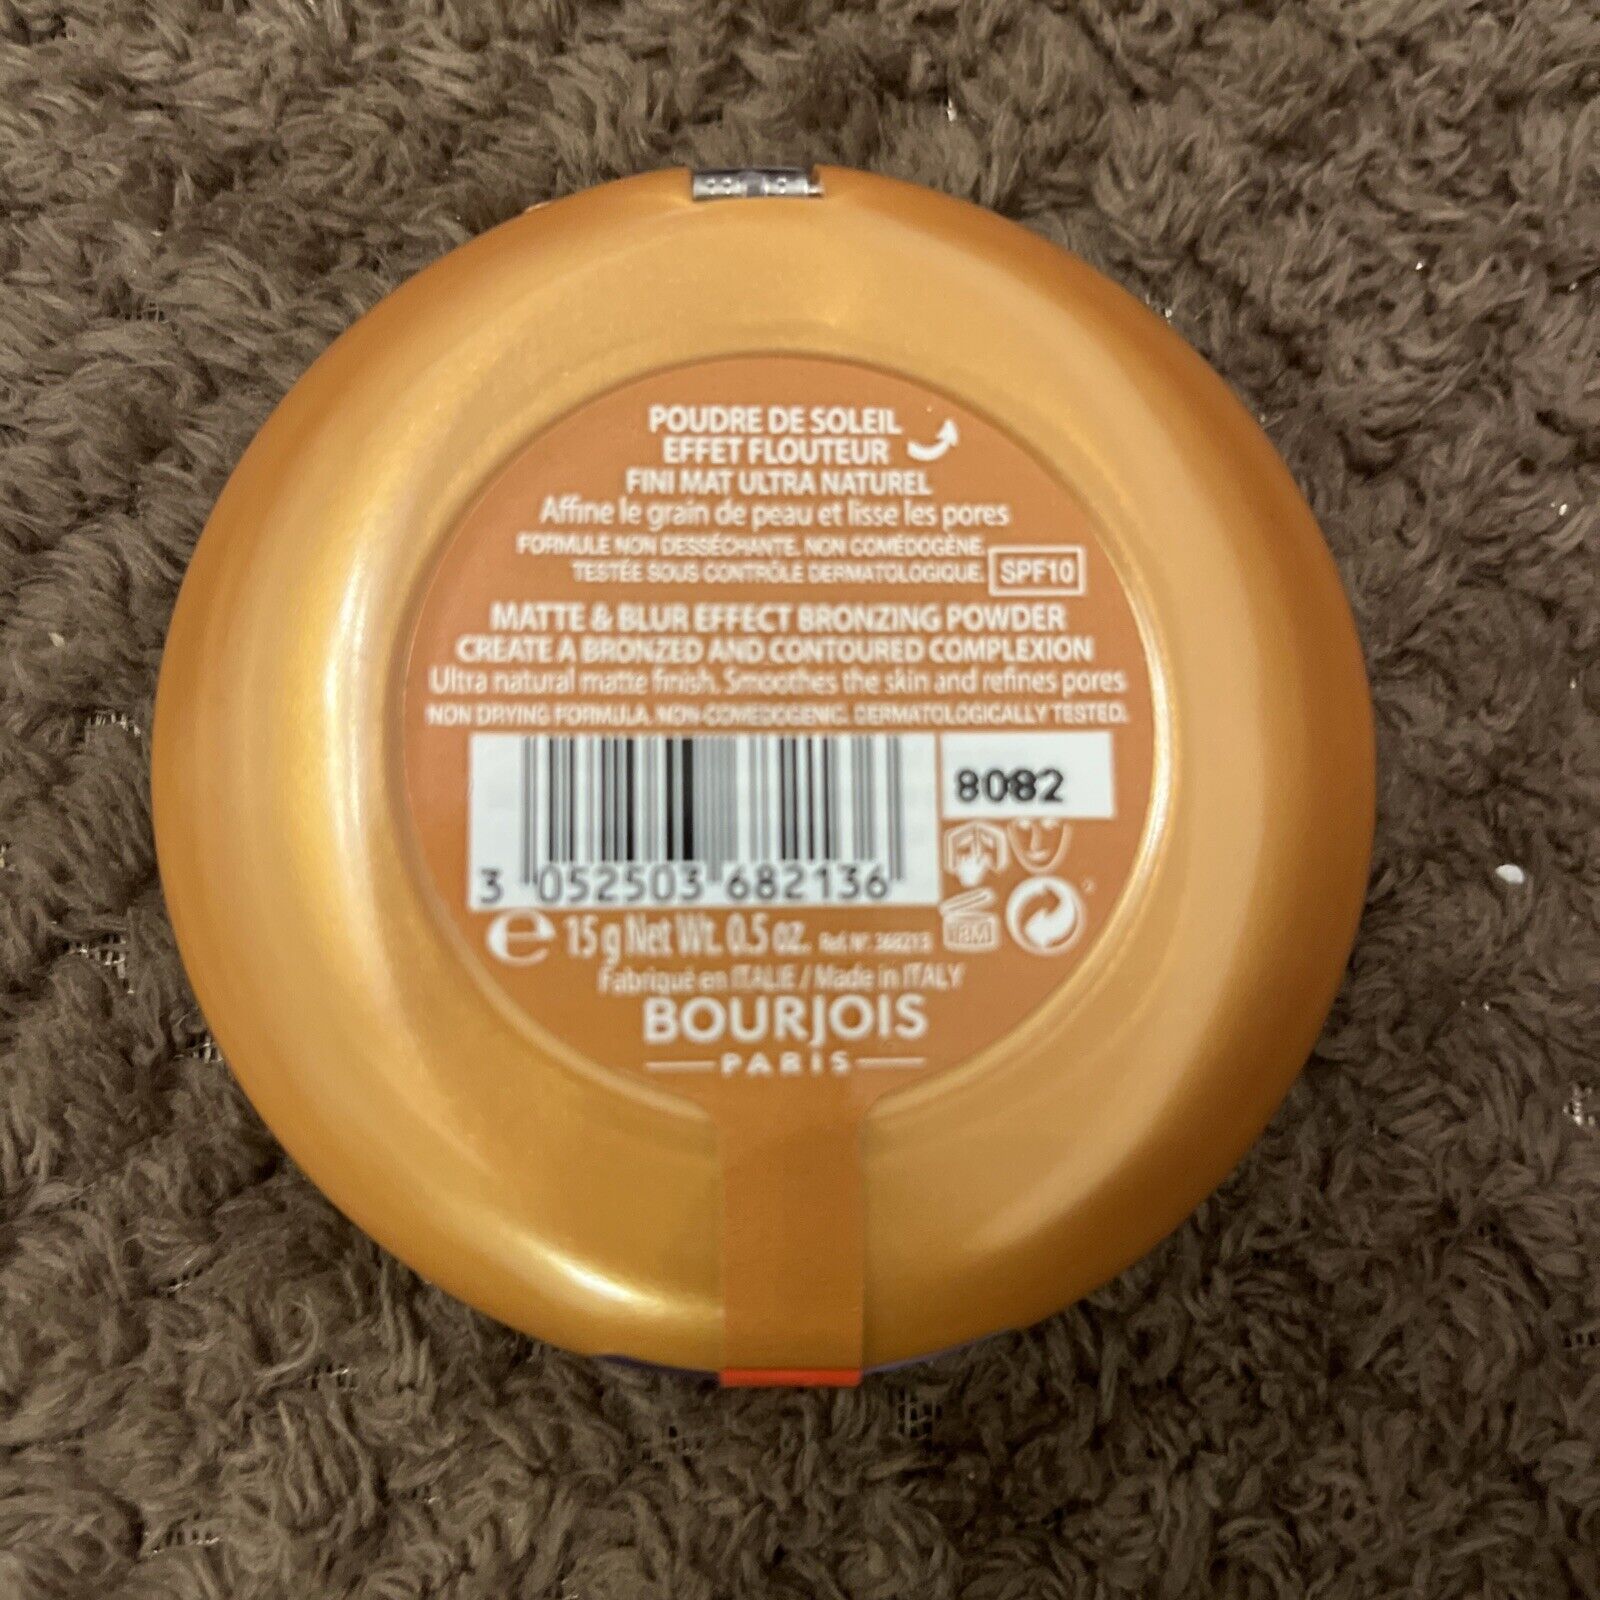 POUDRE DE SOLEIL
EFFET FLOUTEUR
FINI MAT ULTRA NATUREL
Affine le grain de peau et lisse les pores
FORMULE NON DESSÉCHANTE. NON COMÉDOGÈNE.
TESTÉE SOUS CONTRÔLE DERMATOLOGIQUE. SPF10
MATTE & BLUR EFFECT BRONZING POWDER
CREATE A BRONZED AND CONTOURED COMPLEXION
Ultra natural matte finish. Smoothes the skin and refines pores
NON DRYING FORMULA. NON-COMEDOGENIC. DERMATOLOGICALLY TESTED.
8082
3 052503 682136
18M
e 15 g Net Wt. 0.5 oz. Ref. N°. 368213
Fabriqué en ITALIE / Made in ITALY
BOURJOIS
PARIS